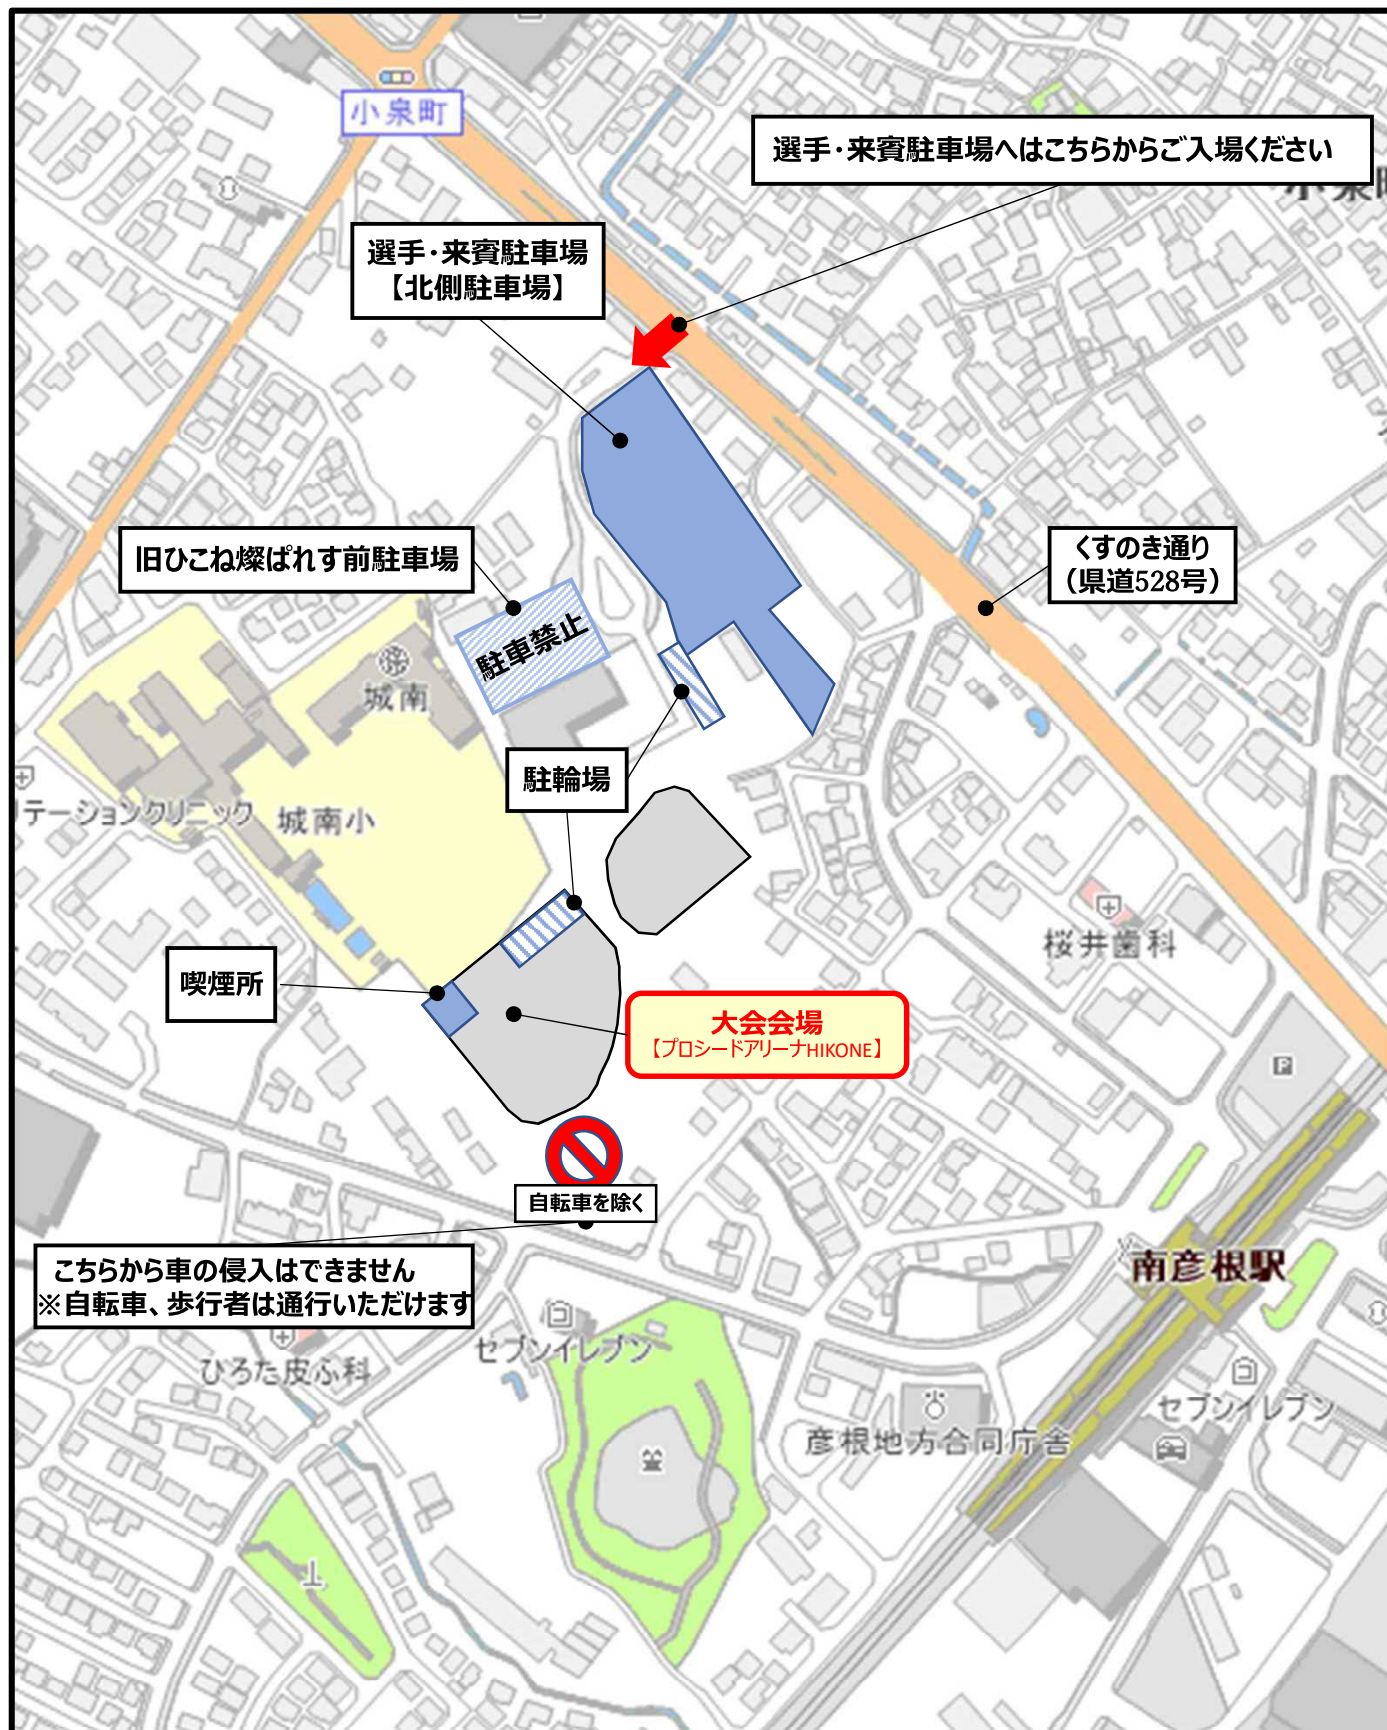 小泉町
選手・来賓駐車場へはこちらからご入場ください
選手・来賓駐車場
【北側駐車場】
旧ひこね燦ぱれす前駐車場
駐車禁止
くすのき通り
（県道528号）
城南
駐輪場
リテーションクリニック
城南小
桜井歯科
喫煙所
大会会場
【プロシードアリーナHIKONE】
P
自転車を除く
こちらから車の侵入はできません
※自転車、歩行者は通行いただけます
南彦根駅
セブンイレブン
ひろた皮ふ科
セブンイレブン
彦根地方合同庁舎